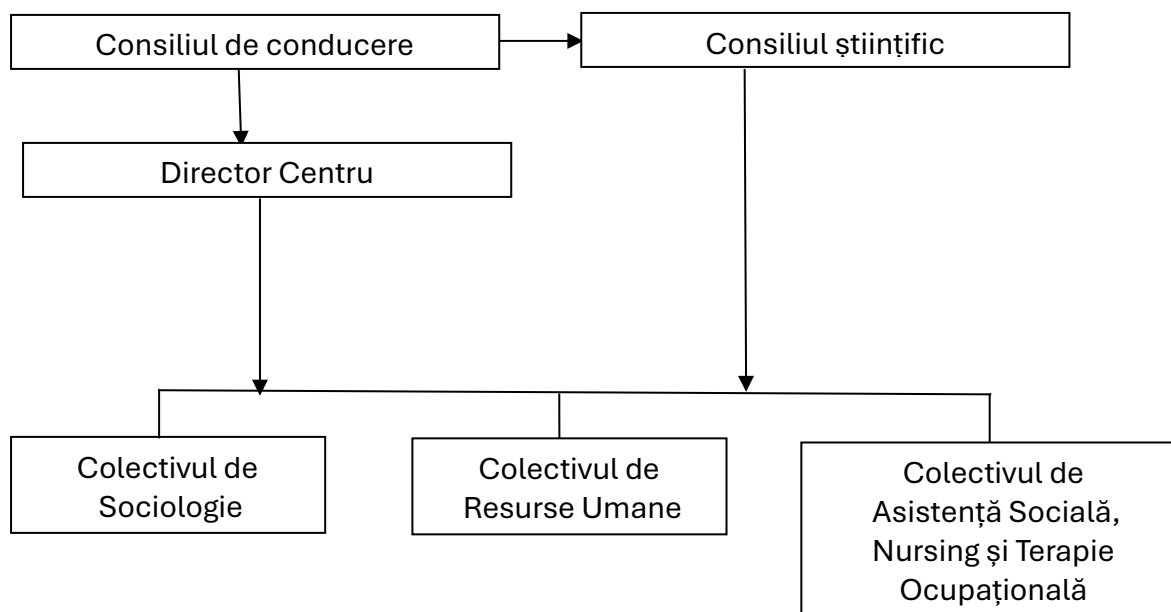 Consiliul de conducere
Consiliul științific
Director Centru
Colectivul de
Sociologie
Colectivul de
Resurse Umane
Colectivul de
Asistență Socială,
Nursing și Terapie
Ocupațională